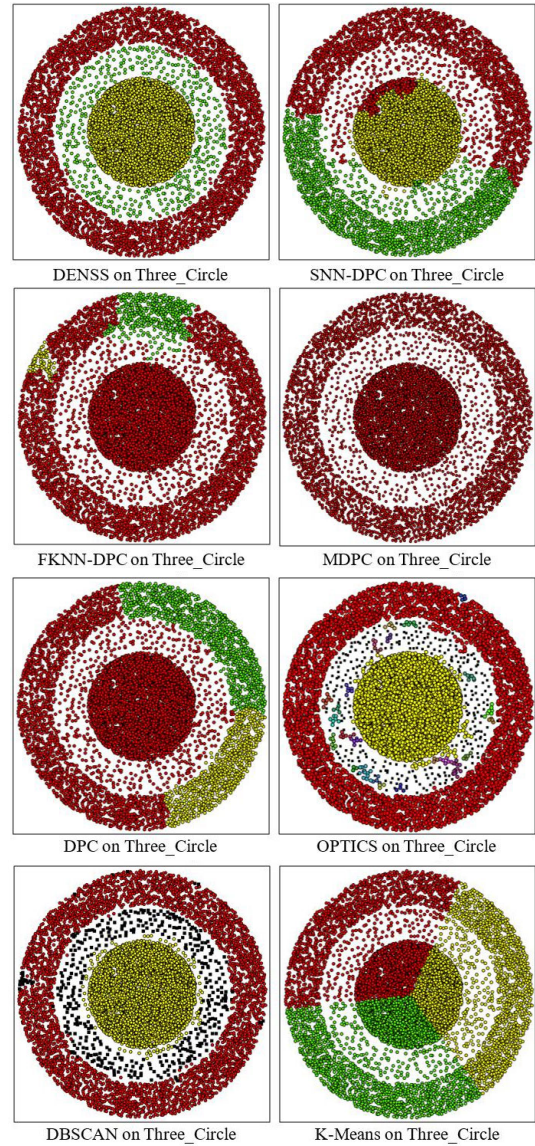 DENSS on Three_Circle
SNN-DPC on Three_Circle
FKNN-DPC on Three_Circle
MDPC on Three_Circle
DPC on Three_Circle
OPTICS on Three_Circle
DBSCAN on Three_Circle
K-Means on Three_Circle